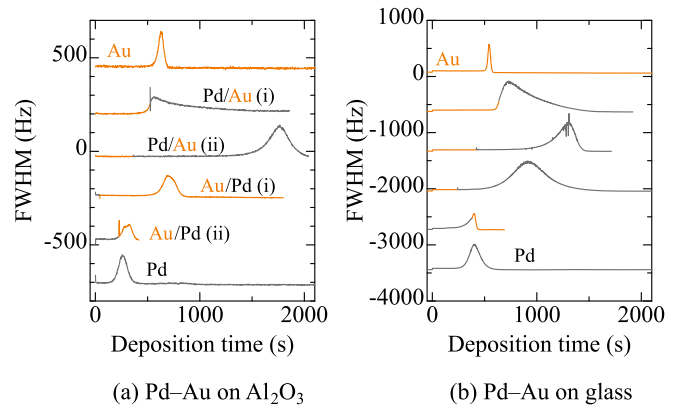 500
0
-500
FWHM (Hz)
Au
Pd/Au (i)
Pd/Au (ii)
Au/Pd (i)
Au/Pd (ii)
Pd
0 1000 2000
Deposition time (s)
(a) Pd–Au on Al2O3
1000
0
-1000
-2000
-3000
-4000
FWHM (Hz)
Au
Pd
0 1000 2000
Deposition time (s)
(b) Pd–Au on glass